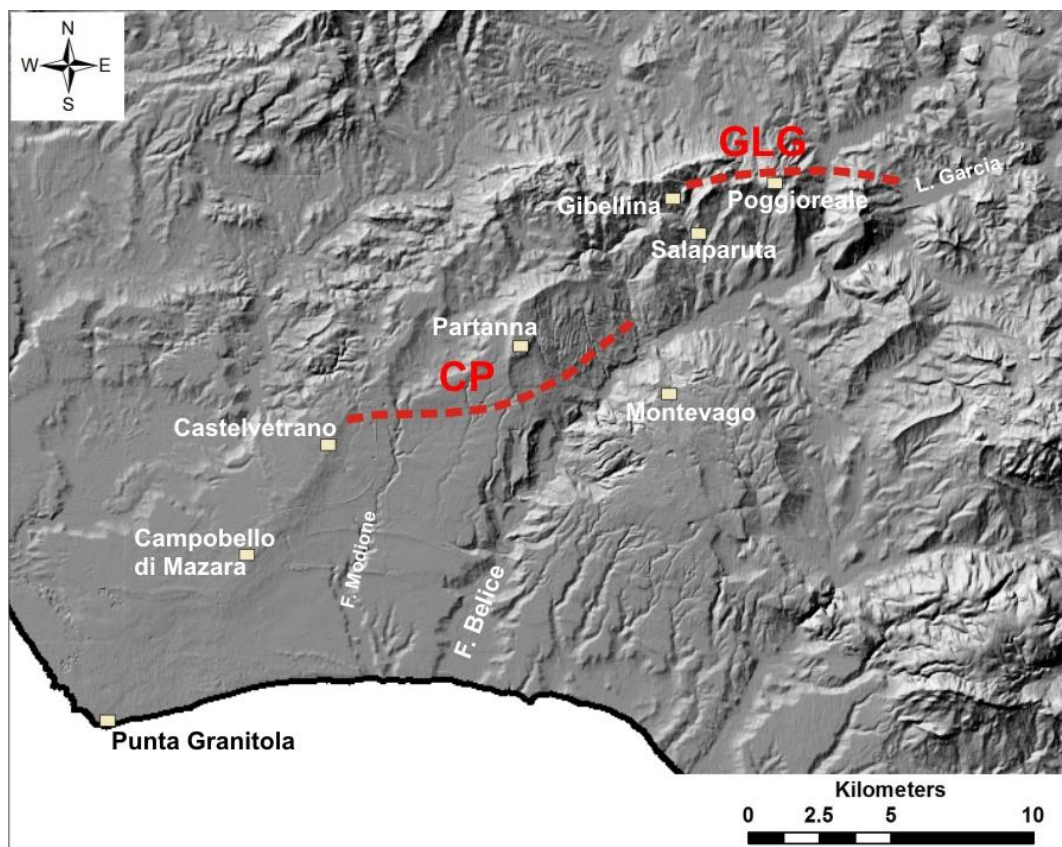 N
W E
S
GLG
L. Garcia
Gibellina
Poggioreale
Salaparuta
Partanna
CP
Montevago
Castelvetrano
Campobello
di Mazara
F. Modione
F. Belice
Punta Granitola
Kilometers
0 2.5 5 10